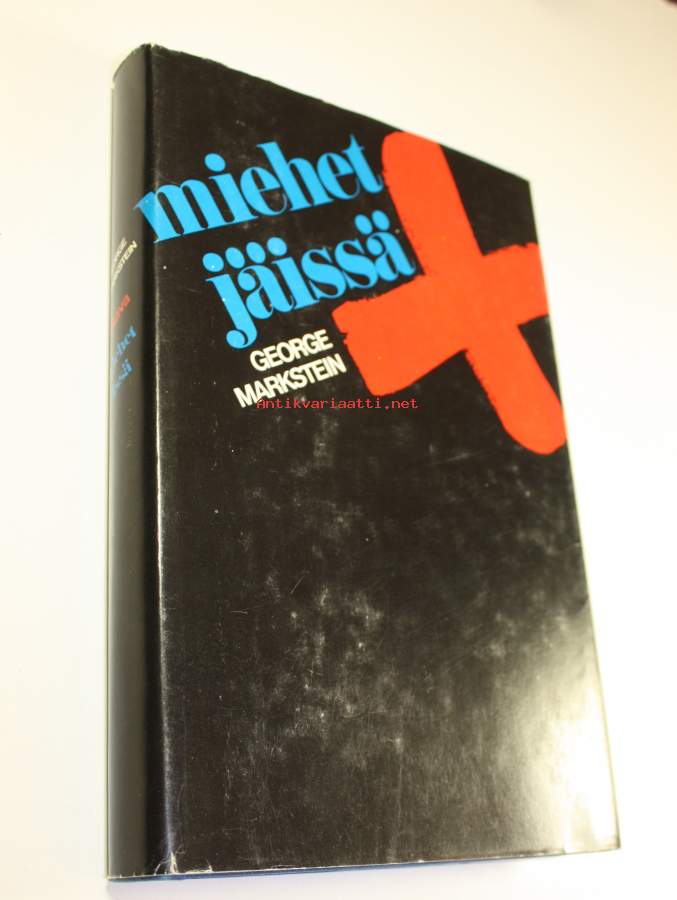 miehet
jäissä
GEORGE
MARKSTEIN
Antikvariaatti.net